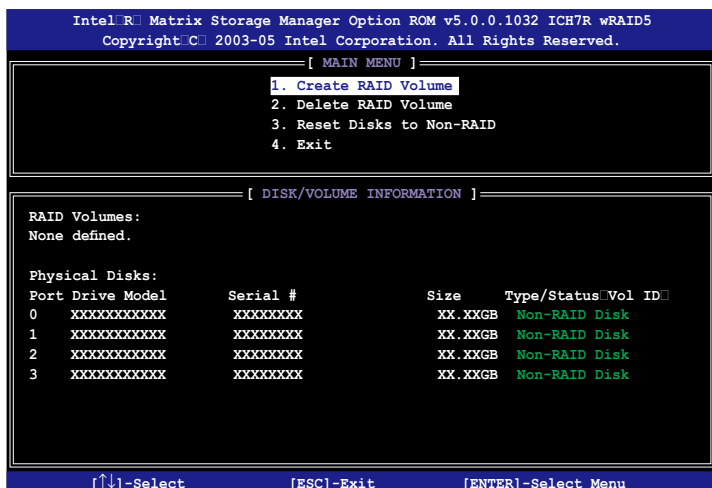 Intel□R□ Matrix Storage Manager Option ROM v5.0.0.1032 ICH7R wRAID5
Copyright□C□ 2003-05 Intel Corporation. All Rights Reserved.
[ MAIN MENU ]
1. Create RAID Volume
2. Delete RAID Volume
3. Reset Disks to Non-RAID
4. Exit
[ DISK/VOLUME INFORMATION ]
RAID Volumes:
None defined.
Physical Disks:
Port Drive Model Serial # Size Type/Status□Vol ID□
0 XXXXXXXXXXX XXXXXXXX XX.XXGB Non-RAID Disk
1 XXXXXXXXXXX XXXXXXXX XX.XXGB Non-RAID Disk
2 XXXXXXXXXXX XXXXXXXX XX.XXGB Non-RAID Disk
3 XXXXXXXXXXX XXXXXXXX XX.XXGB Non-RAID Disk
[↑↓]-Select [ESC]-Exit [ENTER]-Select Menu